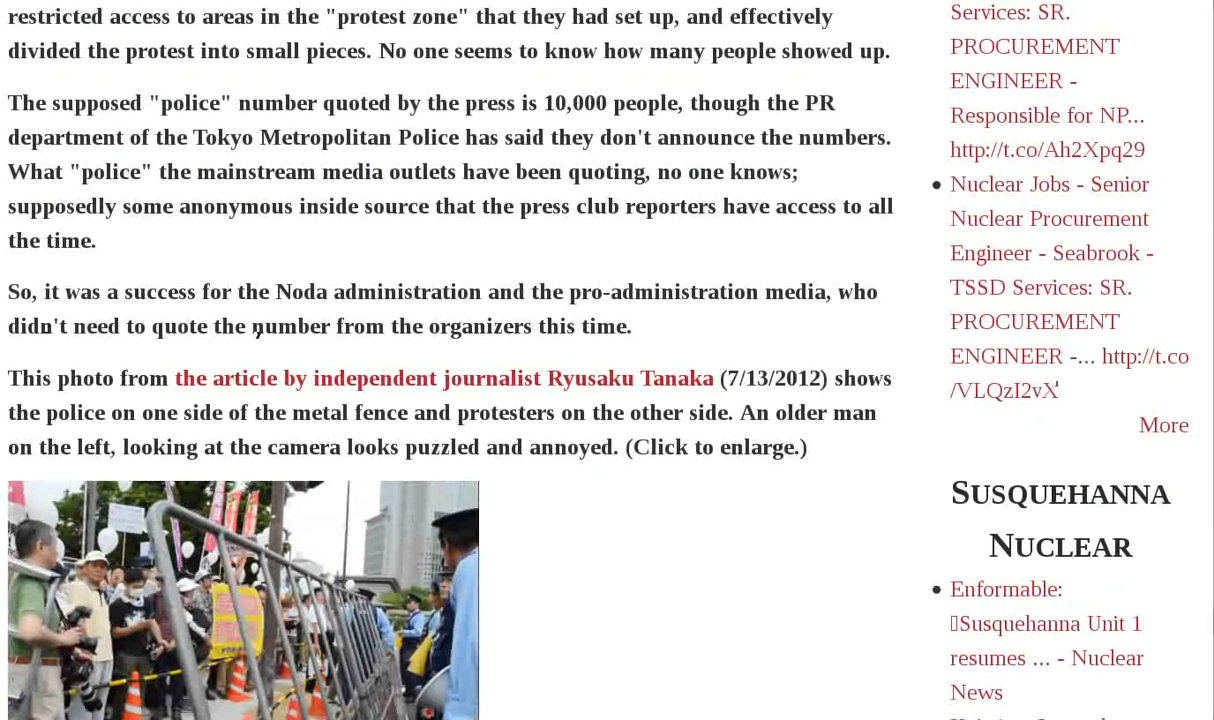 restricted access to areas in the "protest zone" that they had set up, and effectively
divided the protest into small pieces. No one seems to know how many people showed up.
The supposed "police" number quoted by the press is 10,000 people, though the PR
department of the Tokyo Metropolitan Police has said they don't announce the numbers.
What "police" the mainstream media outlets have been quoting, no one knows;
supposedly some anonymous inside source that the press club reporters have access to all
the time.
So, it was a success for the Noda administration and the pro-administration media, who
didn't need to quote the number from the organizers this time.
This photo from the article by independent journalist Ryusaku Tanaka (7/13/2012) shows
the police on one side of the metal fence and protesters on the other side. An older man
on the left, looking at the camera looks puzzled and annoyed. (Click to enlarge.)
Services: SR.
PROCUREMENT
ENGINEER -
Responsible for NP...
http://t.co/Ah2Xpq29
Nuclear Jobs - Senior
Nuclear Procurement
Engineer - Seabrook -
TSSD Services: SR.
PROCUREMENT
ENGINEER -... http://t.co
/VLQzI2vX
More
SUSQUEHANNA
NUCLEAR
Enformable:
Susquehanna Unit 1
resumes ... - Nuclear
News